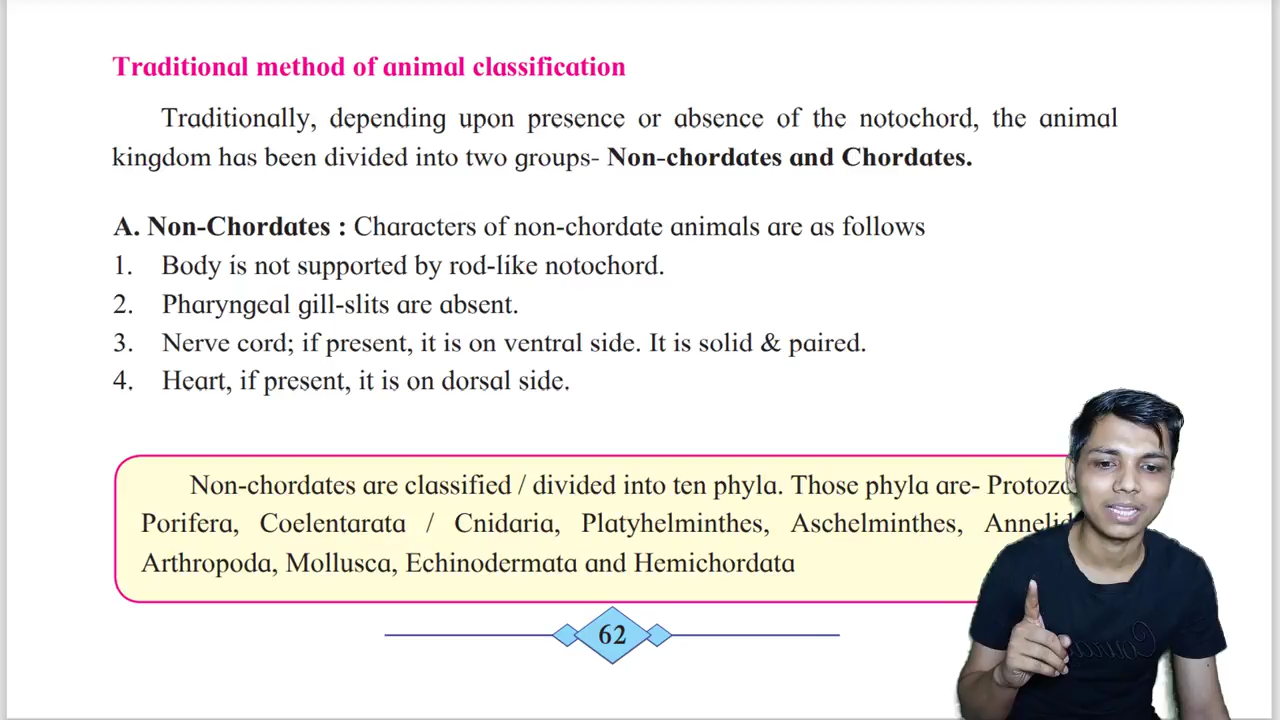 Traditional method of animal classification
Traditionally, depending upon presence or absence of the notochord, the animal
kingdom has been divided into two groups- Non-chordates and Chordates.
A. Non-Chordates : Characters of non-chordate animals are as follows
1. Body is not supported by rod-like notochord.
2. Pharyngeal gill-slits are absent.
3. Nerve cord; if present, it is on ventral side. It is solid & paired.
4. Heart, if present, it is on dorsal side.
Non-chordates are classified / divided into ten phyla. Those phyla are-
Porifera, Coelentarata / Cnidaria, Platyhelminthes, Aschelminthes,
Arthropoda, Mollusca, Echinodermata and Hemichordata
62